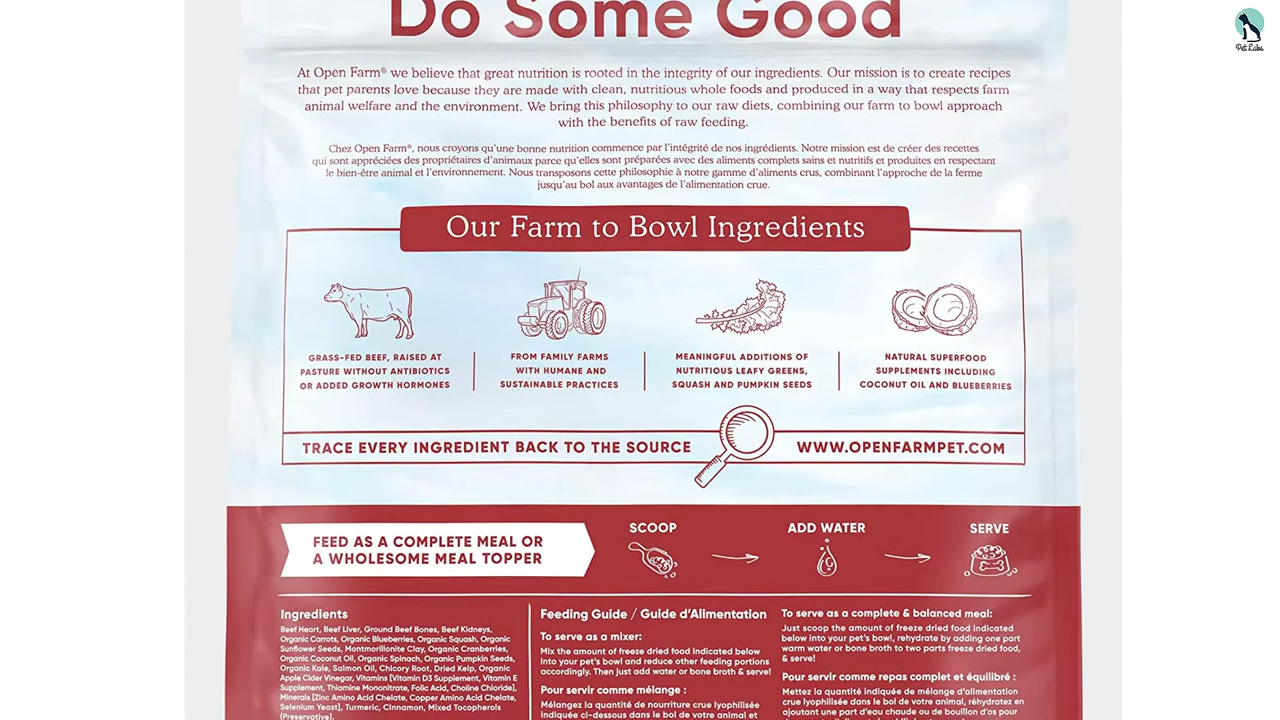 Do Some Good
Pet Labs
At Open Farm® we believe that great nutrition is rooted in the integrity of our ingredients. Our mission is to create recipes
that pet parents love because they are made with clean, nutritious whole foods and produced in a way that respects farm
animal welfare and the environment. We bring this philosophy to our raw diets, combining our farm to bowl approach
with the benefits of raw feeding.
Chez Open Farm®, nous croyons qu'une bonne nutrition commence par l'intégrité de nos ingrédients. Notre mission est de créer des recettes
qui sont appréciées des propriétaires d'animaux parce qu'elles sont préparées avec des aliments complets sains et nutritifs et produites en respectant
le bien-être animal et l'environnement. Nous transposons cette philosophie à notre gamme d'aliments crus, combinant l'approche de la ferme
jusqu'au bol aux avantages de l'alimentation crue.
Our Farm to Bowl Ingredients
GRASS-FED BEEF, RAISED AT
PASTURE WITHOUT ANTIBIOTICS
OR ADDED GROWTH HORMONES
FROM FAMILY FARMS
WITH HUMANE AND
SUSTAINABLE PRACTICES
MEANINGFUL ADDITIONS OF
NUTRITIOUS LEAFY GREENS,
SQUASH AND PUMPKIN SEEDS
NATURAL SUPERFOOD
SUPPLEMENTS INCLUDING
COCONUT OIL AND BLUEBERRIES
TRACE EVERY INGREDIENT BACK TO THE SOURCE
WWW.OPENFARMPET.COM
FEED AS A COMPLETE MEAL OR
A WHOLESOME MEAL TOPPER
SCOOP
ADD WATER
SERVE
Ingredients
Beef Heart, Beef Liver, Ground Beef Bones, Beef Kidneys,
Organic Carrots, Organic Blueberries, Organic Squash, Organic
Sunflower Seeds, Montmorillonite Clay, Organic Cranberries,
Organic Coconut Oil, Organic Spinach, Organic Pumpkin Seeds,
Organic Kale, Salmon Oil, Chicory Root, Dried Kelp, Organic
Apple Cider Vinegar, Vitamins [Vitamin D3 Supplement, Vitamin E
Supplement, Thiamine Mononitrate, Folic Acid, Choline Chloride],
Minerals [Zinc Amino Acid Chelate, Copper Amino Acid Chelate,
Selenium Yeast], Turmeric, Cinnamon, Mixed Tocopherols
(Preservative).
Feeding Guide / Guide d'Alimentation
To serve as a mixer:
Mix the amount of freeze dried food indicated below
into your pet's bowl and reduce other feeding portions
accordingly. Then just add water or bone broth & serve!
Pour servir comme mélange :
Mélangez la quantité de nourriture crue lyophilisée
indiquée ci-dessous dans le bol de votre animal et
To serve as a complete & balanced meal:
Just scoop the amount of freeze dried food indicated
below into your pet's bowl, rehydrate by adding one part
warm water or bone broth to two parts freeze dried food,
& serve!
Pour servir comme repas complet et équilibré :
Mettez la quantité indiquée de mélange d'alimentation
crue lyophilisée dans le bol de votre animal, réhydratez en
ajoutant une part d'eau chaude ou de bouillon d'os pour